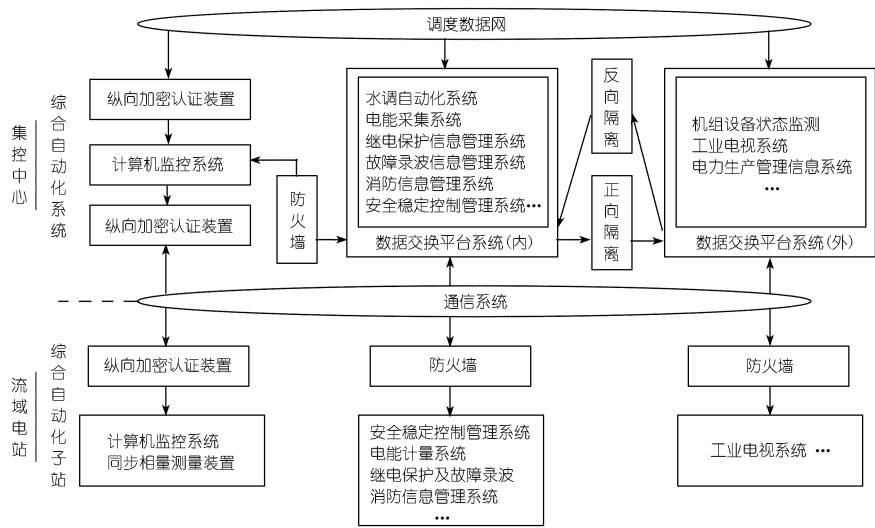 调度数据网
集控中心
综合自动化系统
纵向加密认证装置
计算机监控系统
纵向加密认证装置
防火墙
水调自动化系统
电能采集系统
继电保护信息管理系统
故障录波信息管理系统
消防信息管理系统
安全稳定控制管理系统…
数据交换平台系统(内)
反向隔离
正向隔离
机组设备状态监测
工业电视系统
电力生产管理信息系统
…
数据交换平台系统(外)
通信系统
流域电站
综合自动化子站
纵向加密认证装置
计算机监控系统
同步相量测量装置
防火墙
安全稳定控制管理系统
电能计量系统
继电保护及故障录波
消防信息管理系统
…
防火墙
工业电视系统 …